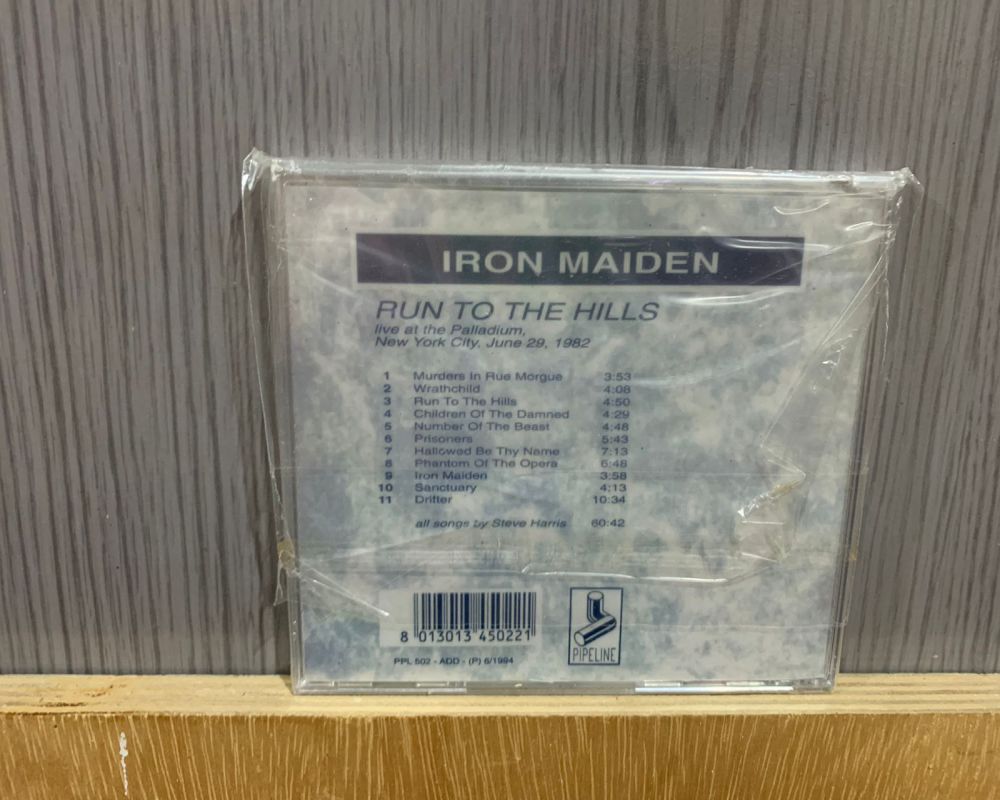 IRON MAIDEN
RUN TO THE HILLS
live at the Palladium,
New York City, June 29, 1982
1 Murders In Rue Morgue 3:53
2 Wrathchild 4:08
3 Run To The Hills 4:50
4 Children Of The Damned 4:29
5 Number Of The Beast 4:48
6 Prisoners 5:43
7 Hallowed Be Thy Name 7:13
8 Phantom Of The Opera 6:48
9 Iron Maiden 3:58
10 Sanctuary 4:13
11 Drifter 10:34
all songs by Steve Harris 60:42
8 013013 450221
PPL 502 - ADD - (P) 6/1994
PIPELINE